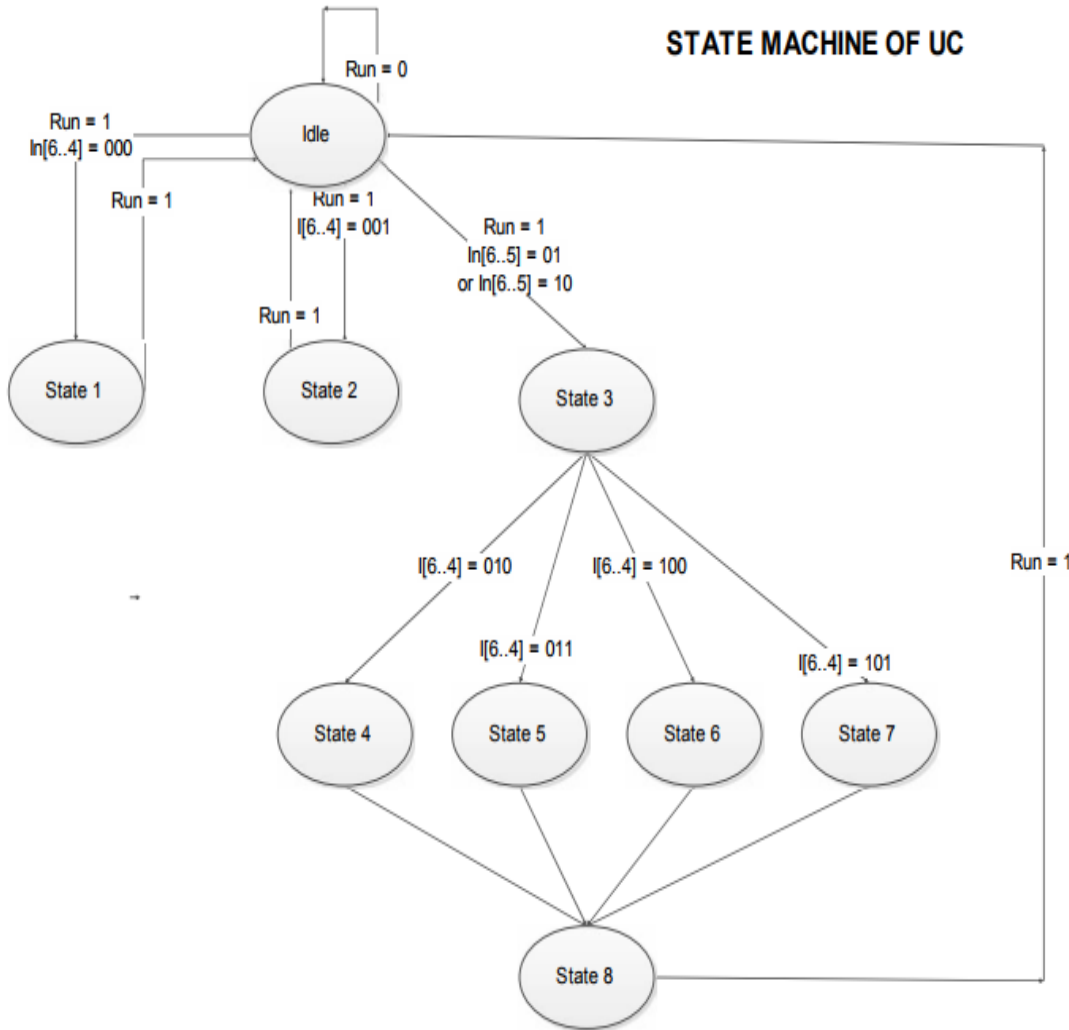 STATE MACHINE OF UC
Run = 0
Idle
Run = 1
In[6..4] = 000
Run = 1
Run = 1
I[6..4] = 001
Run = 1
In[6..5] = 01
or In[6..5] = 10
Run = 1
State 1
State 2
State 3
I[6..4] = 010
I[6..4] = 100
Run = 1
I[6..4] = 011
I[6..4] = 101
State 4
State 5
State 6
State 7
State 8